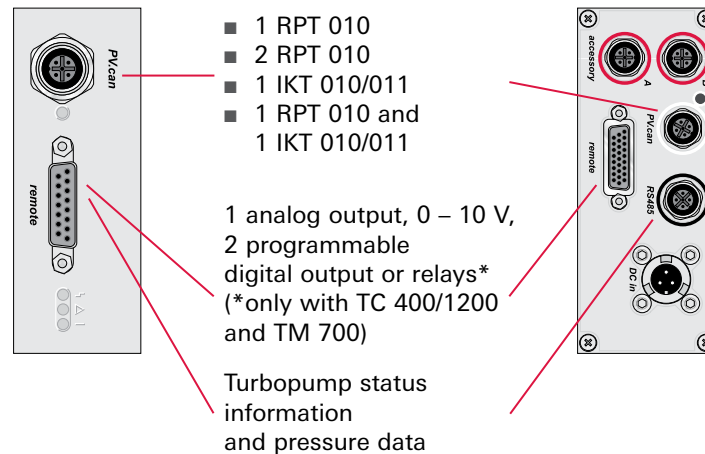 PV.can
remote
■ 1 RPT 010
■ 2 RPT 010
■ 1 IKT 010/011
■ 1 RPT 010 and
1 IKT 010/011
1 analog output, 0 – 10 V,
2 programmable
digital output or relays*
(*only with TC 400/1200
and TM 700)
Turbopump status
information
and pressure data
accessory
A
PV.can
remote
RS485
DC in